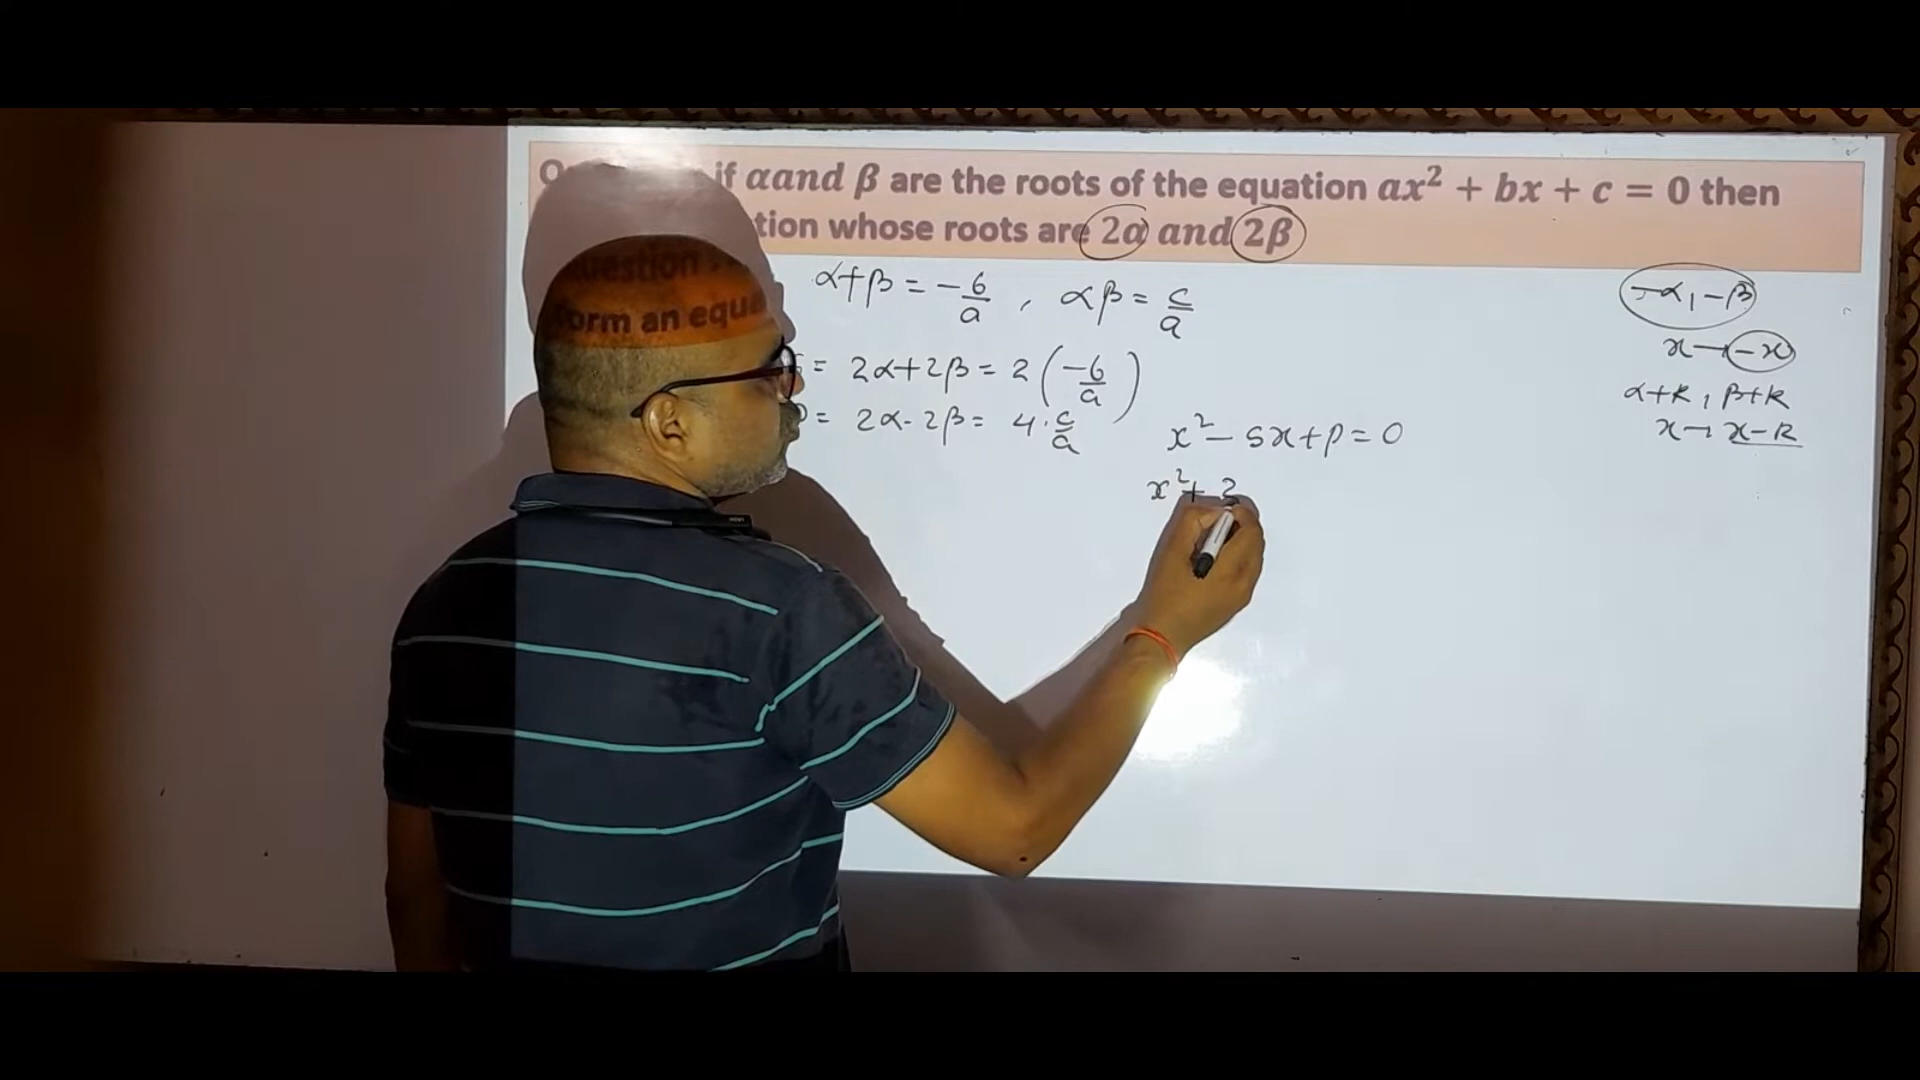 if αand β are the roots of the equation ax² + bx + c = 0 then
tion whose roots are 2α and 2β
uestion :
orm an equa
α+β = -b/a , αβ = c/a
= 2α+2β = 2(-b/a)
P = 2α·2β = 4·c/a
x² - sx + p = 0
x² + 2
-α, -β
x → -x
α+k, β+k
x → x-k